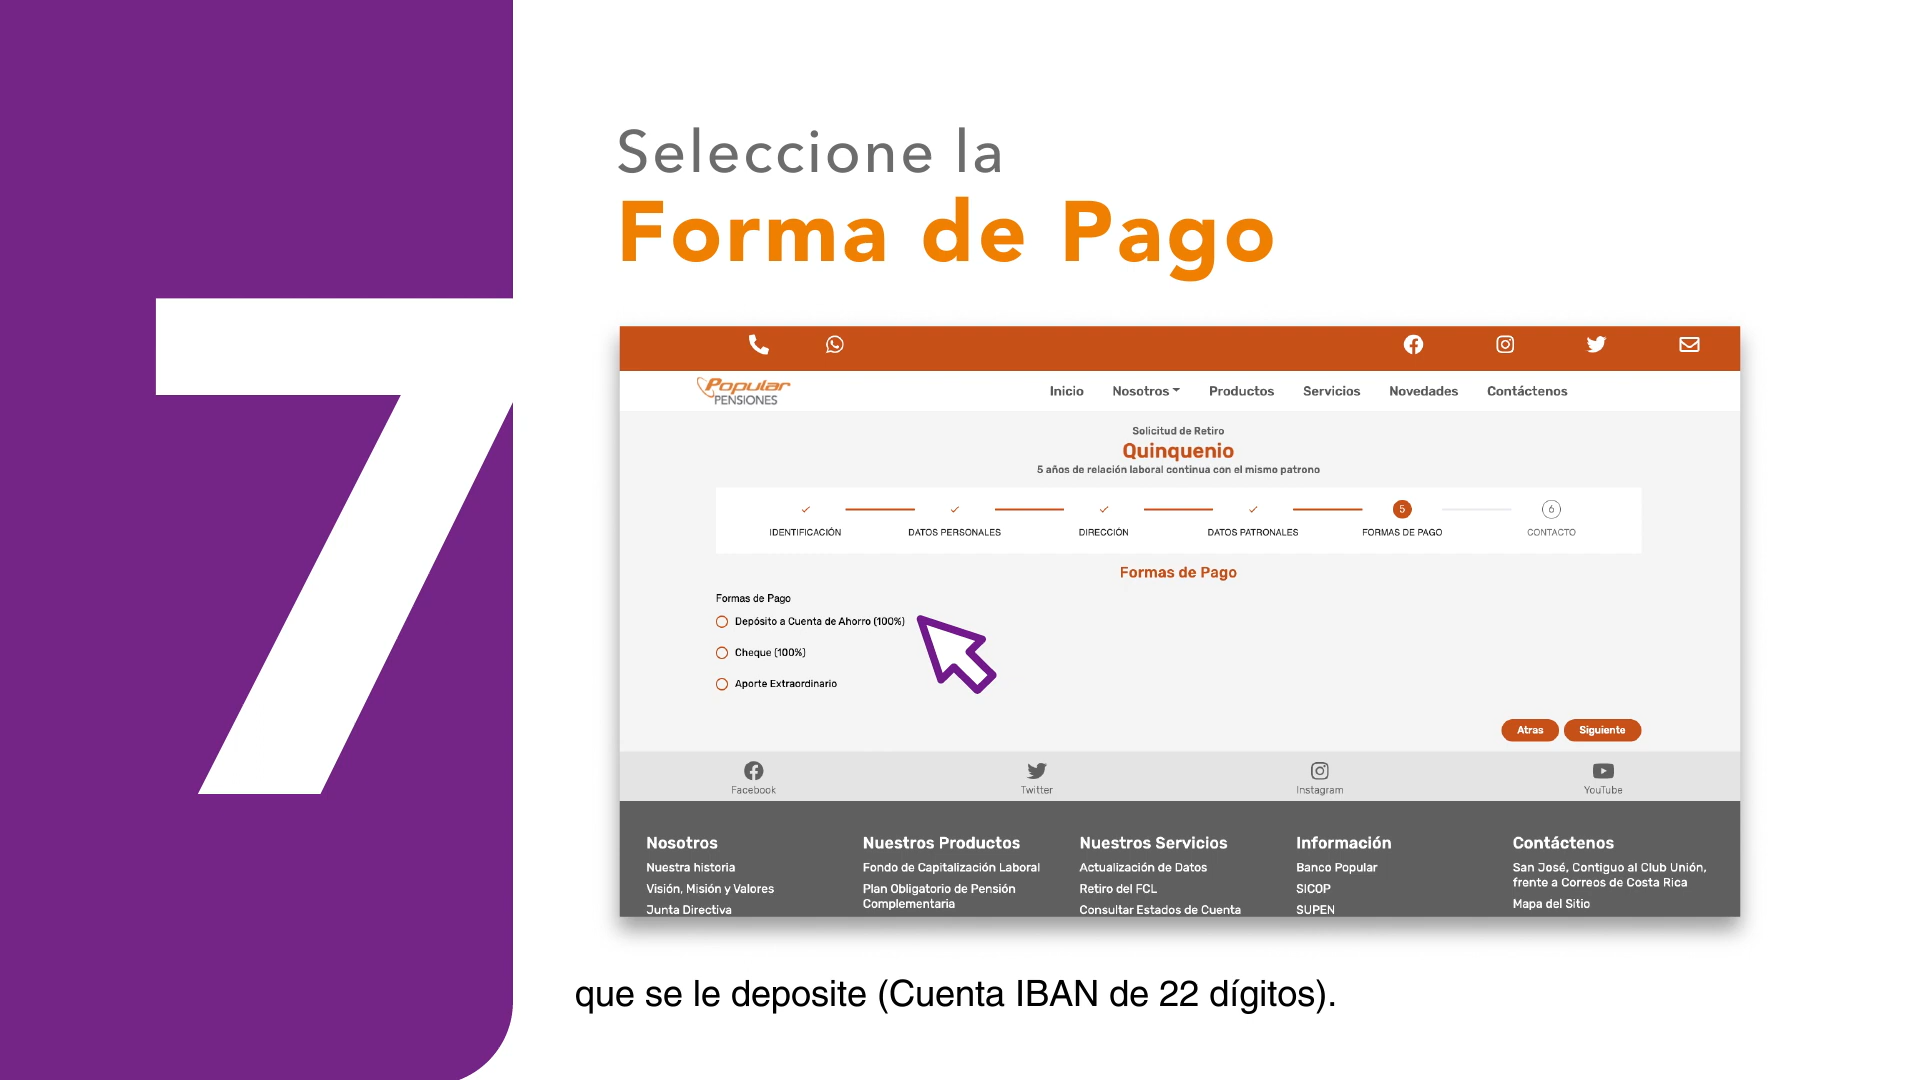 7
Seleccione la
Forma de Pago
Popular
PENSIONES
Inicio Nosotros Productos Servicios Novedades Contáctenos
Solicitud de Retiro
Quinquenio
5 años de relación laboral continua con el mismo patrono
5 6
IDENTIFICACIÓN DATOS PERSONALES DIRECCIÓN DATOS PATRONALES FORMAS DE PAGO CONTACTO
Formas de Pago
Formas de Pago
Depósito a Cuenta de Ahorro (100%)
Cheque (100%)
Aporte Extraordinario
Atras Siguiente
Facebook Twitter Instagram YouTube
Nosotros
Nuestra historia
Visión, Misión y Valores
Junta Directiva
Nuestros Productos
Fondo de Capitalización Laboral
Plan Obligatorio de Pensión
Complementaria
Nuestros Servicios
Actualización de Datos
Retiro del FCL
Consultar Estados de Cuenta
Información
Banco Popular
SICOP
SUPEN
Contáctenos
San José, Contiguo al Club Unión,
frente a Correos de Costa Rica
Mapa del Sitio
que se le deposite (Cuenta IBAN de 22 dígitos).